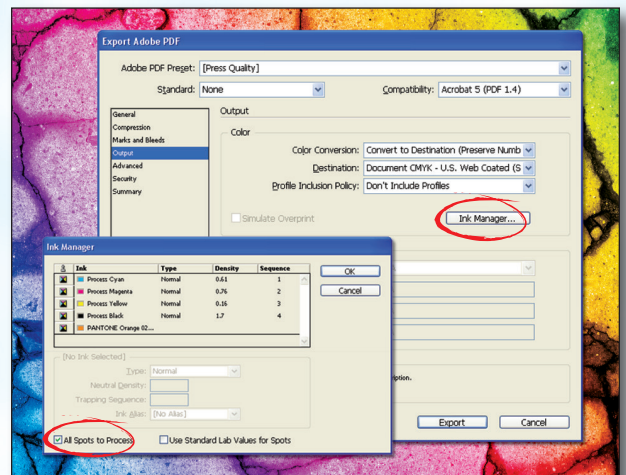 Export Adobe PDF
Adobe PDF Preset: [Press Quality]
Standard: None Compatibility: Acrobat 5 (PDF 1.4)
General
Compression
Marks and Bleeds
Output
Advanced
Security
Summary
Output
Color
Color Conversion: Convert to Destination (Preserve Numb
Destination: Document CMYK - U.S. Web Coated (S
Profile Inclusion Policy: Don't Include Profiles
Simulate Overprint Ink Manager...
ription.
Export Cancel
Ink Manager
Ink Type Density Sequence
Process Cyan Normal 0.61 1
Process Magenta Normal 0.76 2
Process Yellow Normal 0.16 3
Process Black Normal 1.7 4
PANTONE Orange 02...
OK
Cancel
[No Ink Selected]
Type: Normal
Neutral Density:
Trapping Sequence:
Ink Alias: [No Alias]
All Spots to Process Use Standard Lab Values for Spots